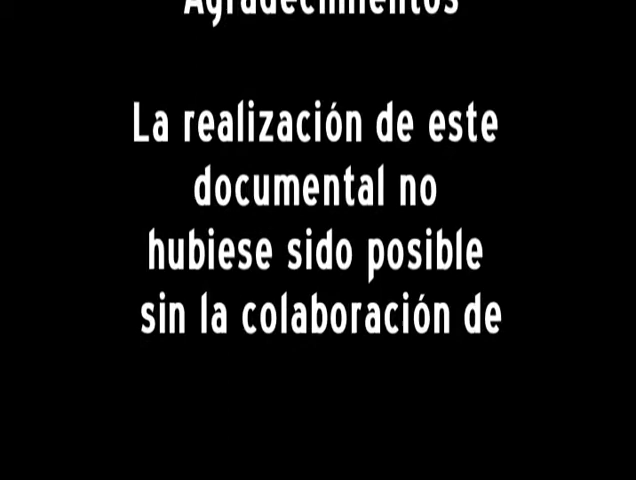 Agradecimientos
La realización de este
documental no
hubiese sido posible
sin la colaboración de